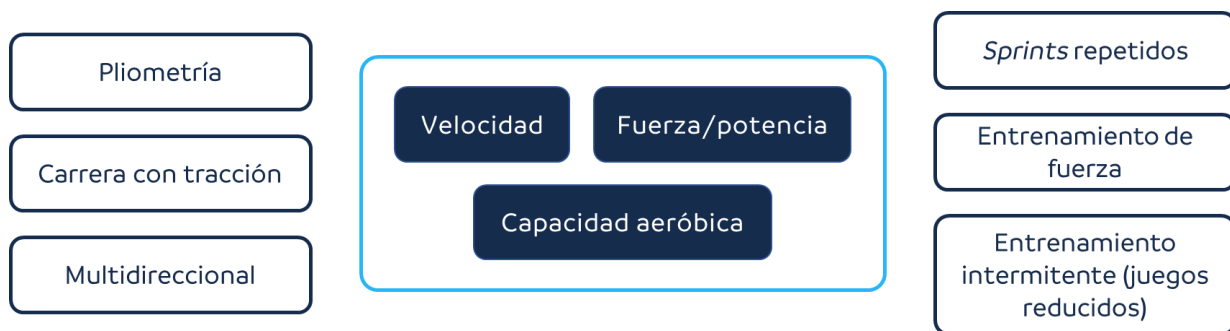 Pliometría
Carrera con tracción
Multidireccional
Velocidad
Fuerza/potencia
Capacidad aeróbica
Sprints repetidos
Entrenamiento de
fuerza
Entrenamiento
intermitente (juegos
reducidos)